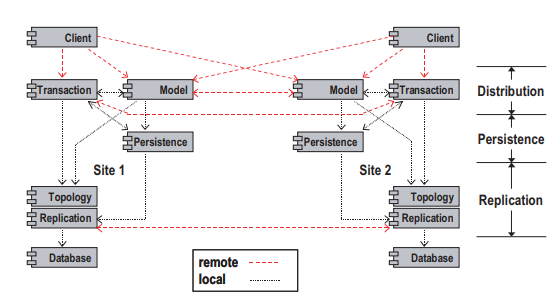 Client Client
Transaction Model Model Transaction
Distribution
Persistence Persistence
Persistence
Site 1 Site 2
Topology Topology
Replication
Replication Replication
Database Database
remote
local